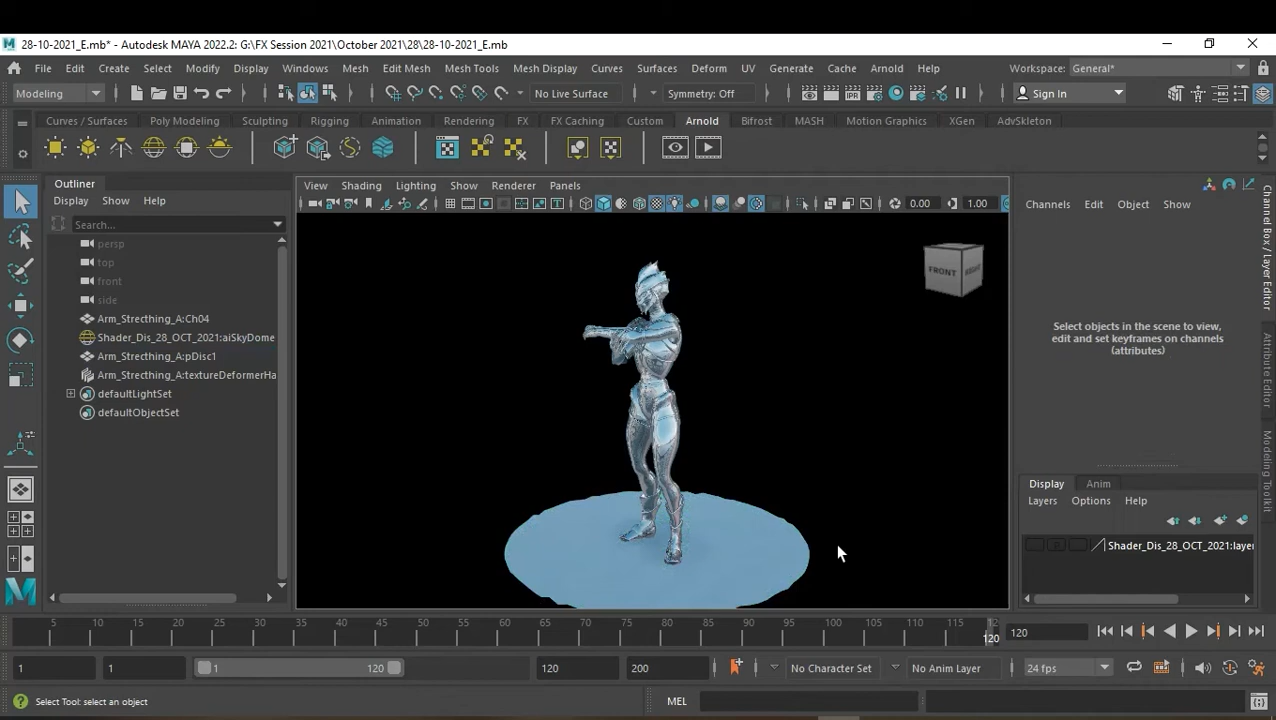 28-10-2021_E.mb* - Autodesk MAYA 2022.2: G:\FX Session 2021\October 2021\28\28-10-2021_E.mb
File Edit Create Select Modify Display Windows Mesh Edit Mesh Mesh Tools Mesh Display Curves Surfaces Deform UV Generate Cache Arnold Help Workspace: General*
Modeling No Live Surface Symmetry: Off IPR Sign In
Curves / Surfaces Poly Modeling Sculpting Rigging Animation Rendering FX FX Caching Custom Arnold Bifrost MASH Motion Graphics XGen AdvSkeleton
Outliner
Display Show Help
Search...
persp
top
front
side
Arm_Strecthing_A:Ch04
Shader_Dis_28_OCT_2021:aiSkyDome
Arm_Strecthing_A:pDisc1
Arm_Strecthing_A:textureDeformerHa
defaultLightSet
defaultObjectSet
View Shading Lighting Show Renderer Panels
0.00 1.00
FRONT RIGHT
Channels Edit Object Show
Select objects in the scene to view,
edit and set keyframes on channels
(attributes)
Channel Box / Layer Editor
Attribute Editor
Modeling Toolkit
Display Anim
Layers Options Help
Shader_Dis_28_OCT_2021:laye
5 10 15 20 25 30 35 40 45 50 55 60 65 70 75 80 85 90 95 100 105 110 115 12
120
120
1 1 1 120 120 200 No Character Set No Anim Layer 24 fps
Select Tool: select an object MEL